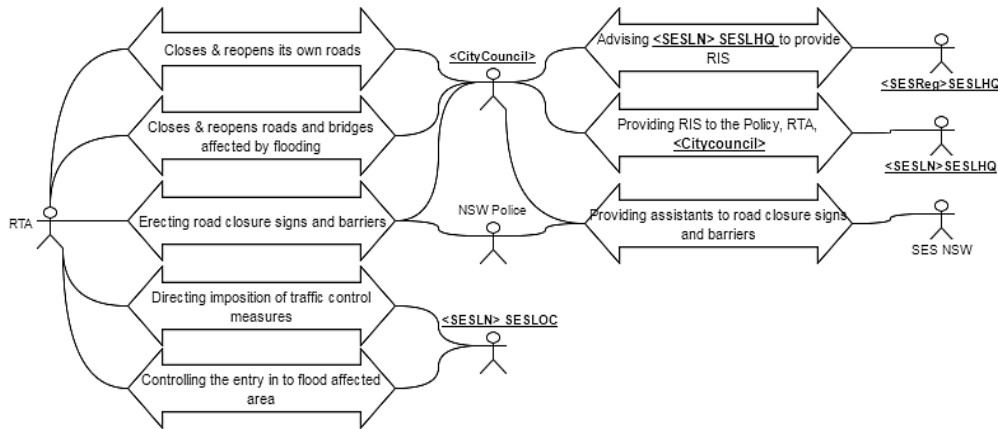 Closes & reopens its own roads
<CityCouncil>
Advising <SESLN> SESLHQ to provide
RIS
<SESReg>SESLHQ
Closes & reopens roads and bridges
affected by flooding
Providing RIS to the Policy, RTA,
<Citycouncil>
<SESLN>SESLHQ
RTA
Erecting road closure signs and barriers
NSW Police
Providing assistants to road closure signs
and barriers
SES NSW
Directing imposition of traffic control
measures
<SESLN> SESLOC
Controlling the entry in to flood affected
area